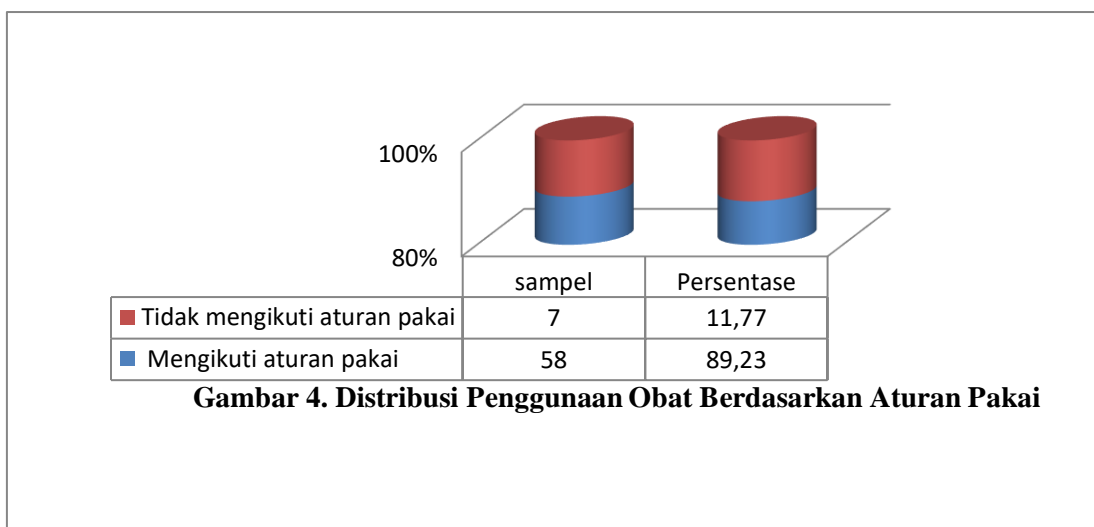 100%
80%
sampel Persentase
Tidak mengikuti aturan pakai 7 11,77
Mengikuti aturan pakai 58 89,23
Gambar 4. Distribusi Penggunaan Obat Berdasarkan Aturan Pakai